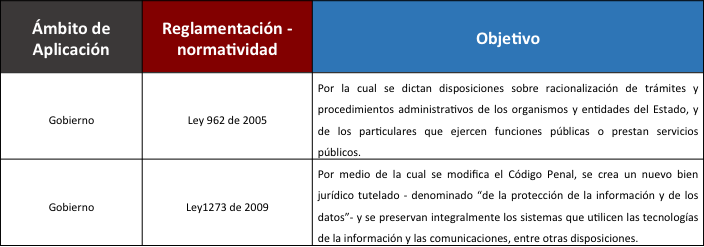 Ámbito de
Aplicación
Reglamentación -
normatividad
Objetivo
Gobierno
Ley 962 de 2005
Por la cual se dictan disposiciones sobre racionalización de trámites y
procedimientos administrativos de los organismos y entidades del Estado, y
de los particulares que ejercen funciones públicas o prestan servicios
públicos.
Gobierno
Ley1273 de 2009
Por medio de la cual se modifica el Código Penal, se crea un nuevo bien
jurídico tutelado - denominado “de la protección de la información y de los
datos”- y se preservan integralmente los sistemas que utilicen las tecnologías
de la información y las comunicaciones, entre otras disposiciones.